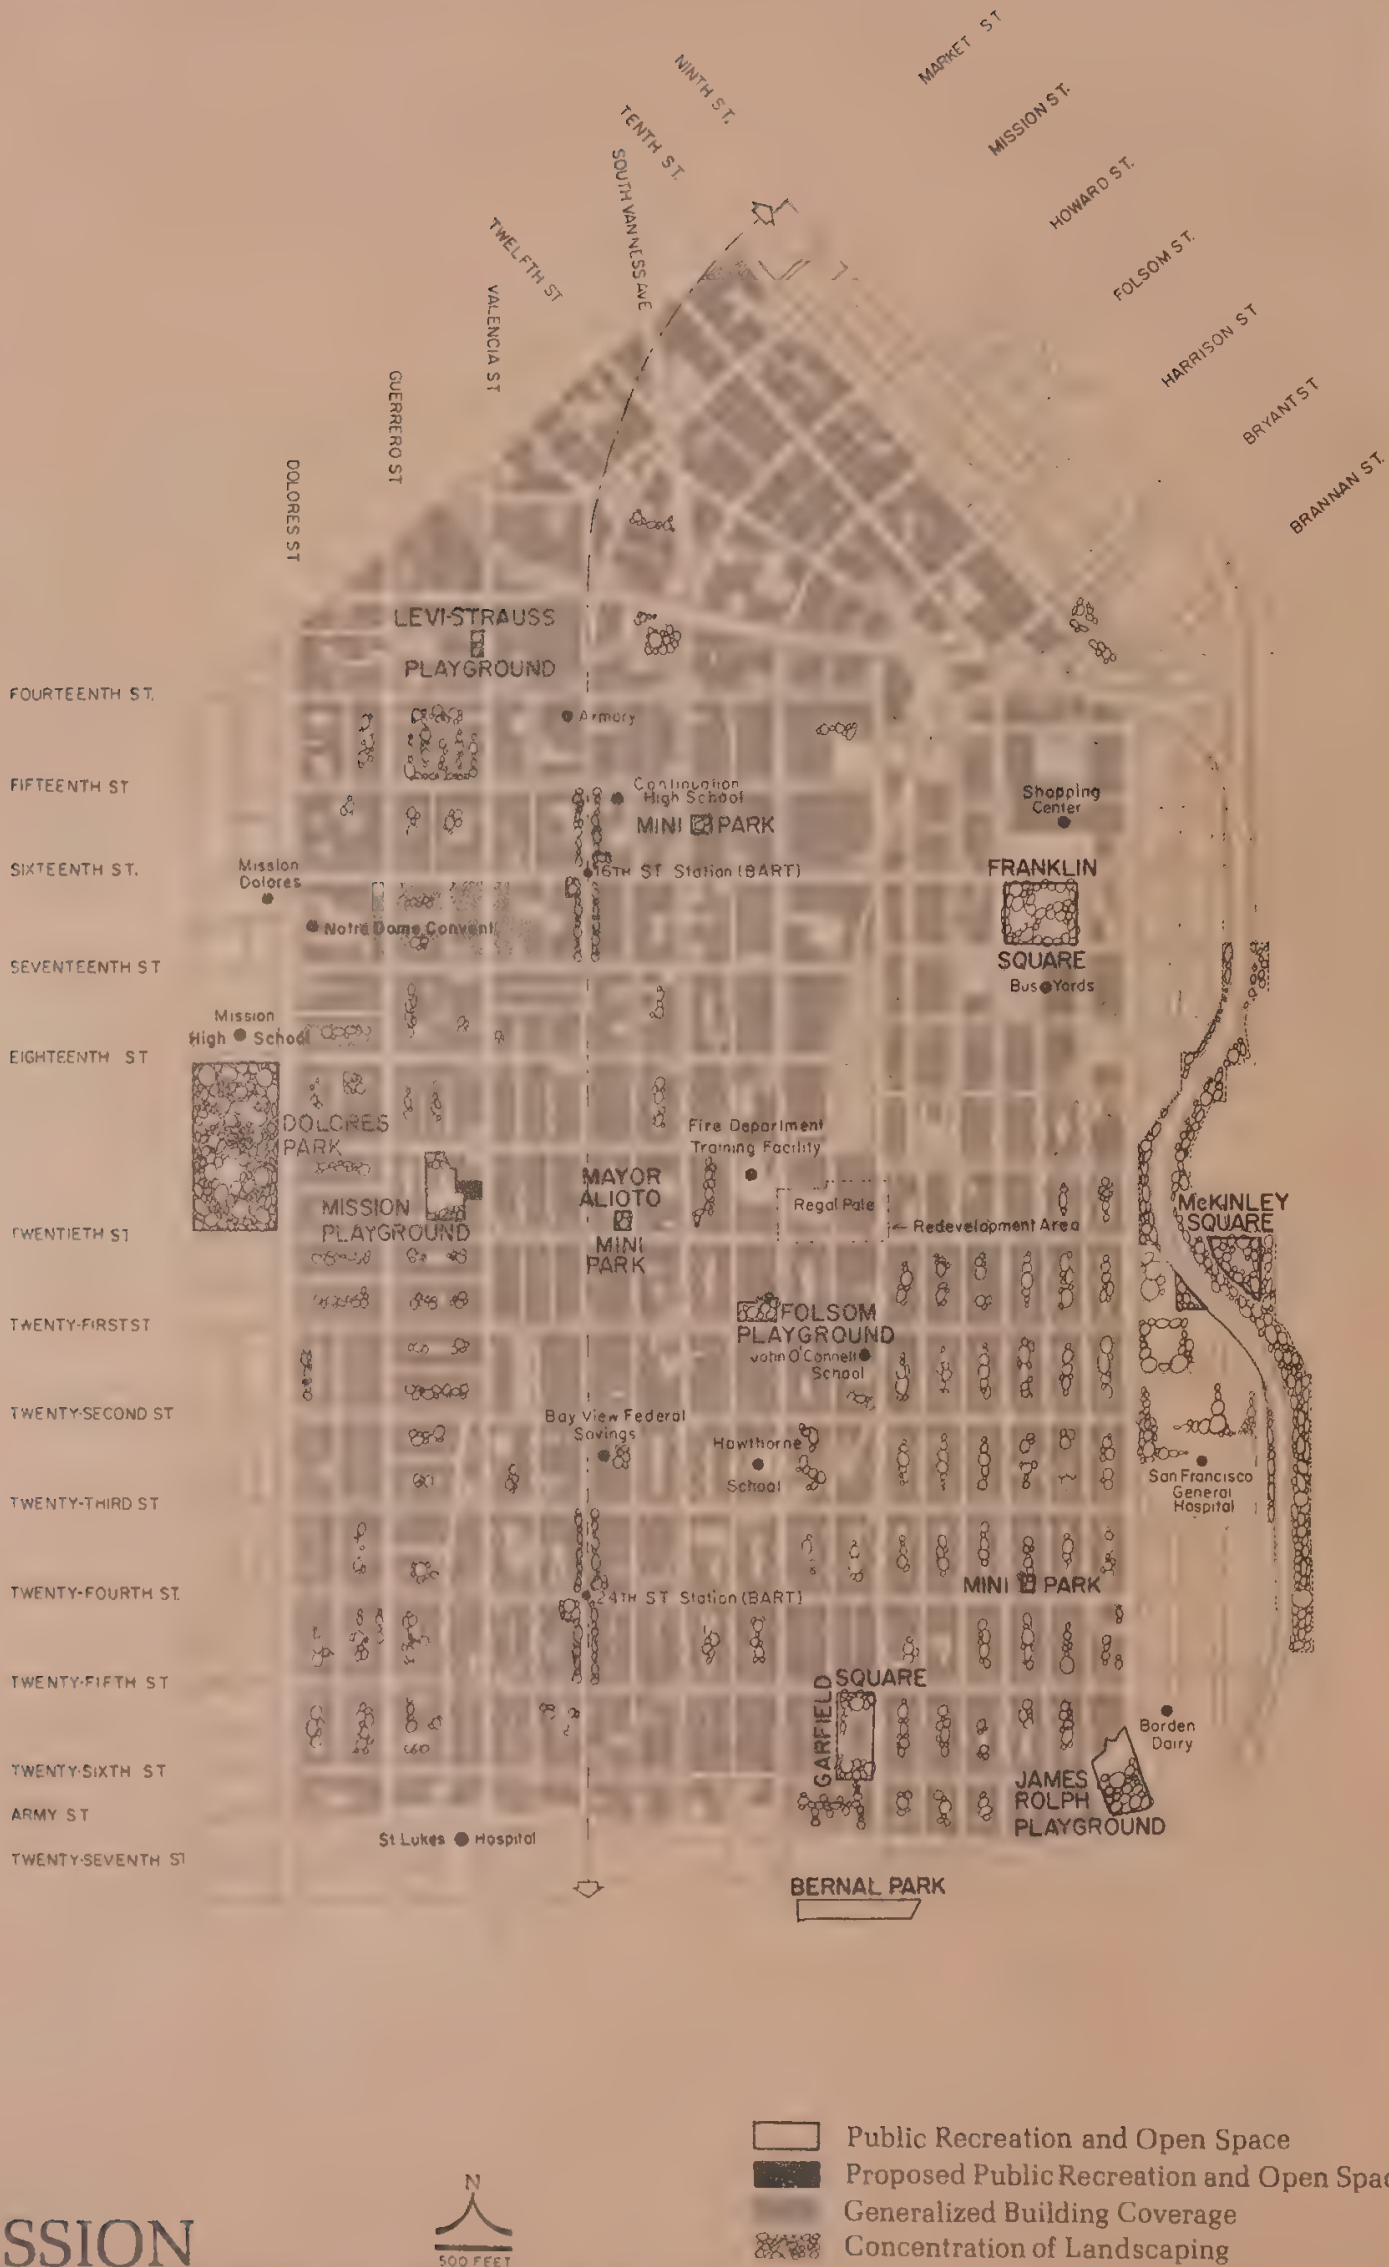 MARKET ST
NINTH ST.
MISSION ST.
TENTH ST.
HOWARD ST.
SOUTH VAN NESS AVE
TWELFTH ST
FOLSOM ST.
VALENCIA ST
HARRISON ST
GUERRERO ST
BRYANT ST
DOLORES ST
BRANNAN ST.
LEVI-STRAUSS
PLAYGROUND
FOURTEENTH ST.
Armory
FIFTEENTH ST
Continuation
High School
Shopping
Center
MINI PARK
SIXTEENTH ST.
Mission
Dolores
16TH ST Station (BART)
FRANKLIN
SQUARE
Notre Dame Convent
SEVENTEENTH ST
Bus Yards
Mission
High School
EIGHTEENTH ST
DOLORES
PARK
Fire Department
Training Facility
MAYOR
ALIOTO
MINI
PARK
MISSION
PLAYGROUND
Regal Pale
Redevelopment Area
McKINLEY
SQUARE
TWENTIETH ST
FOLSOM
PLAYGROUND
TWENTY-FIRST ST
John O'Connell
School
TWENTY-SECOND ST
Bay View Federal
Savings
Hawthorne
School
San Francisco
General
Hospital
TWENTY-THIRD ST
TWENTY-FOURTH ST.
24TH ST Station (BART)
MINI PARK
TWENTY-FIFTH ST
GARFIELD
SQUARE
Borden
Dairy
TWENTY-SIXTH ST
JAMES
ROLPH
PLAYGROUND
ARMY ST
St Lukes Hospital
TWENTY-SEVENTH ST
BERNAL PARK
Public Recreation and Open Space
Proposed Public Recreation and Open Spac
Generalized Building Coverage
Concentration of Landscaping
SSION
N
500 FEET